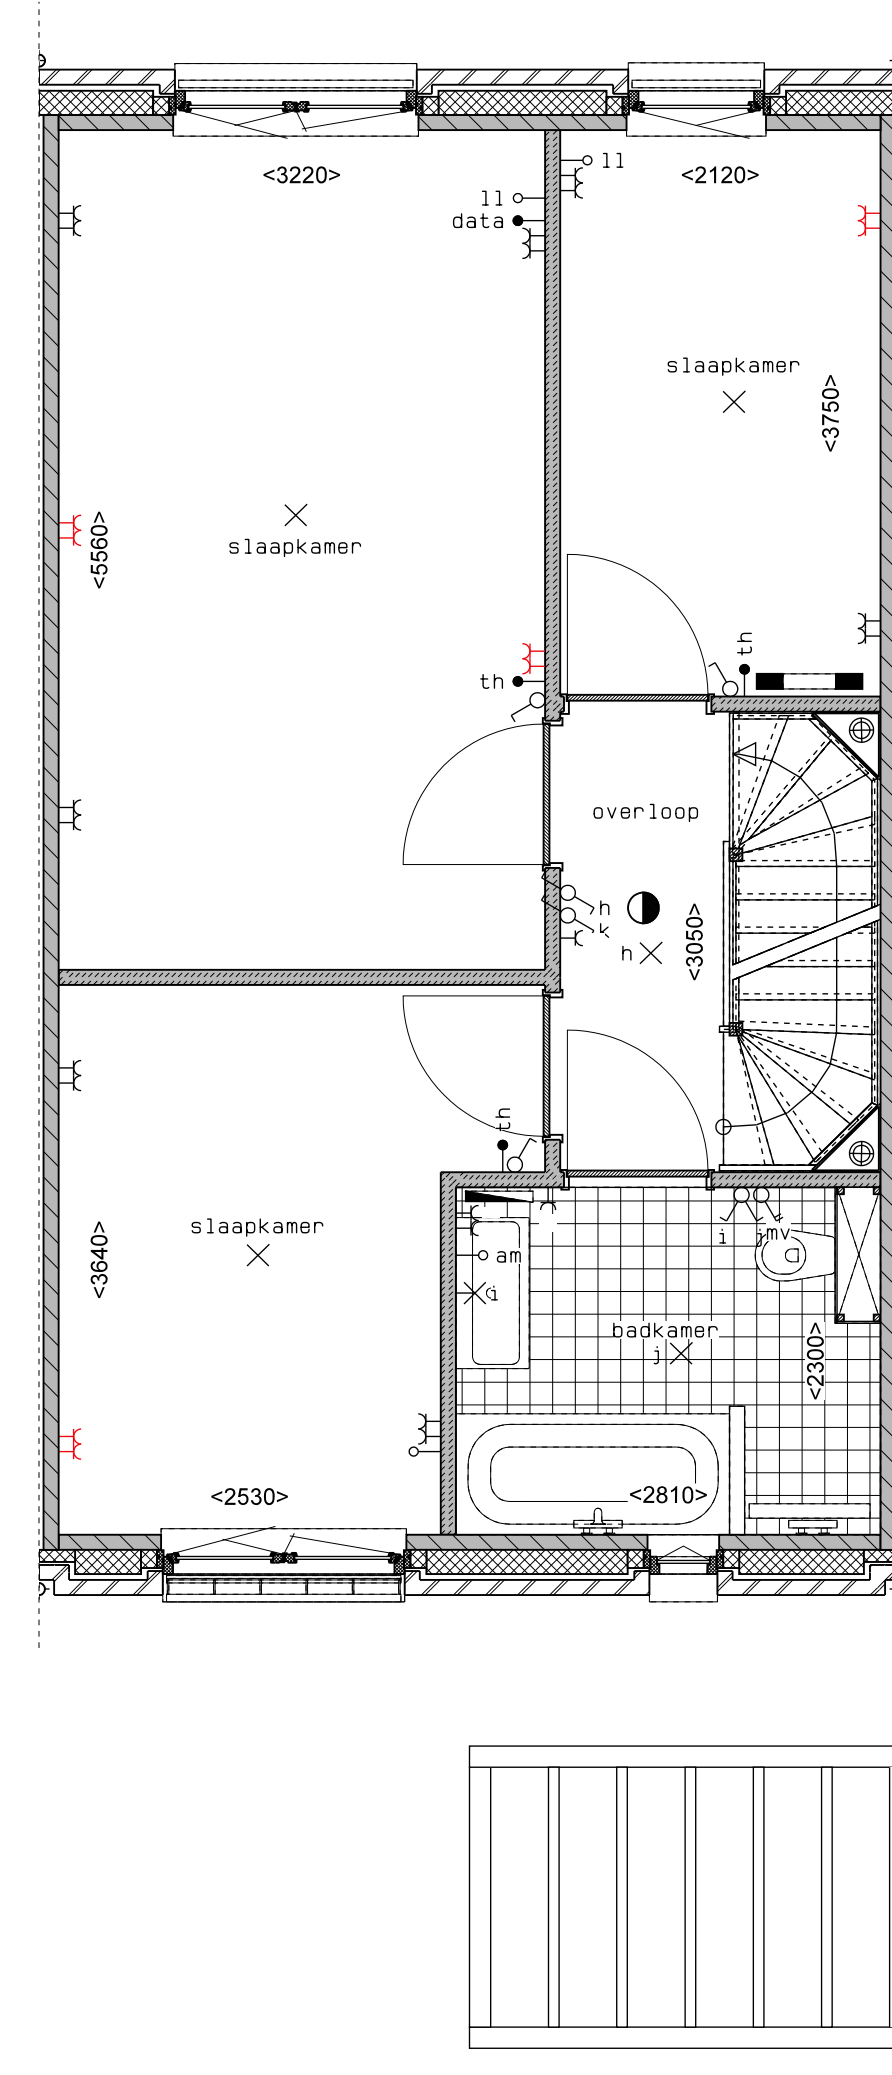 <3220>
<2120>
ll
ll
data
slaapkamer
<3750>
<5560>
slaapkamer
th
th
overloop
h
k
h
<3050>
th
slaapkamer
<3640>
i
jmv
am
i
badkamer
j
<2300>
<2530>
<2810>